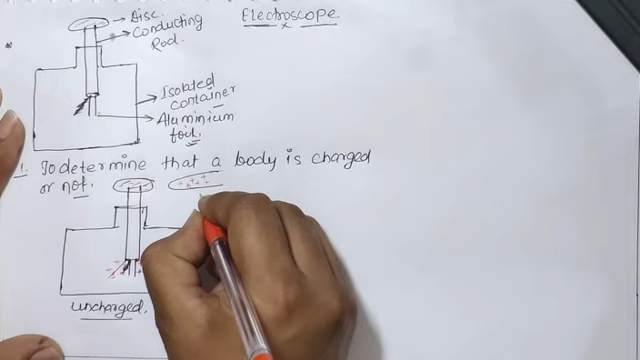 Electroscope
Disc.
Conducting
Rod.
Isolated
container
Aluminium
foil.
1. To determine that a body is charged
or not.
uncharged.